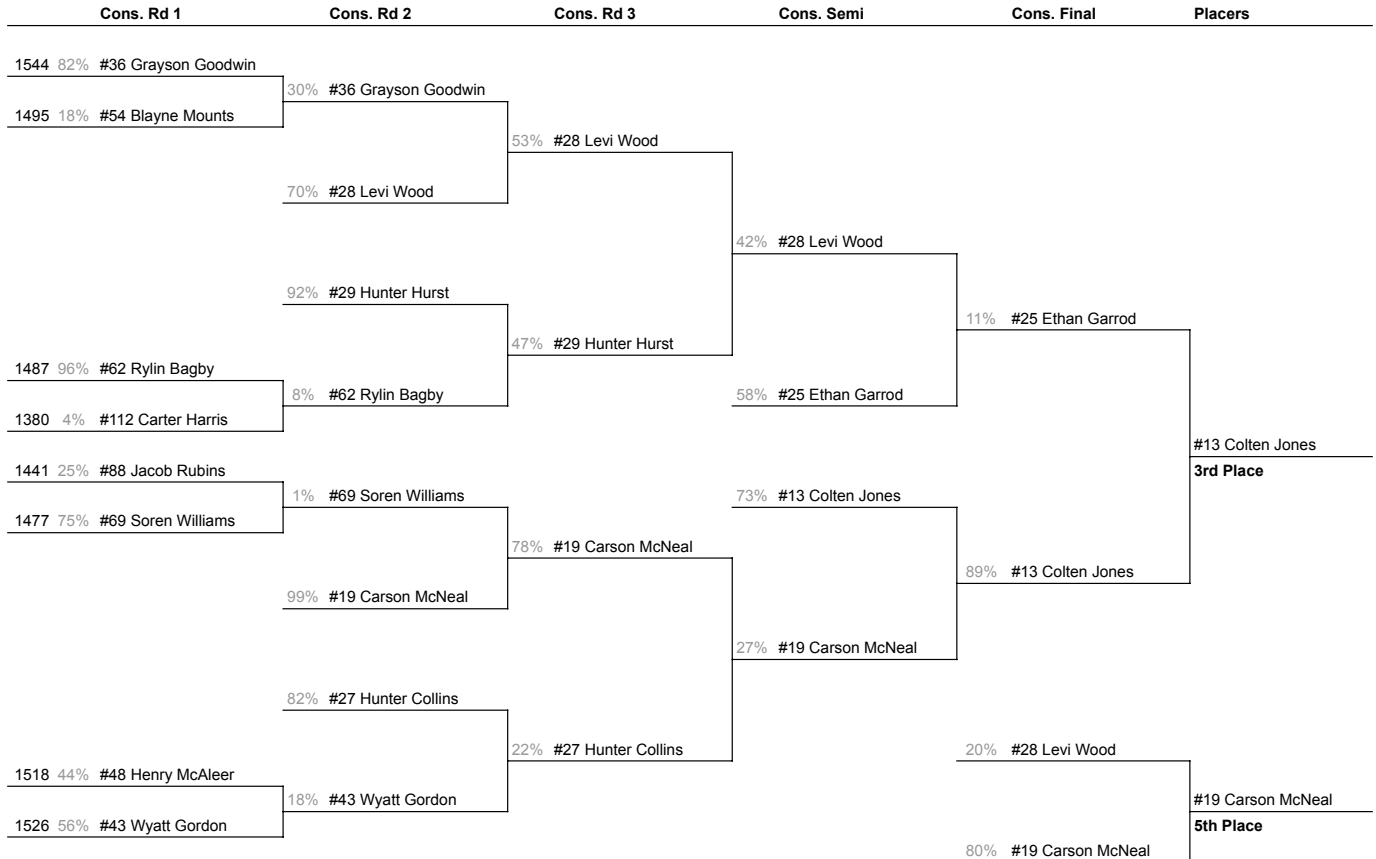 Cons. Rd 1 Cons. Rd 2 Cons. Rd 3 Cons. Semi Cons. Final Placers
1544 82% #36 Grayson Goodwin
30% #36 Grayson Goodwin
1495 18% #54 Blayne Mounts
53% #28 Levi Wood
70% #28 Levi Wood
42% #28 Levi Wood
92% #29 Hunter Hurst
11% #25 Ethan Garrod
47% #29 Hunter Hurst
1487 96% #62 Rylin Bagby
8% #62 Rylin Bagby
58% #25 Ethan Garrod
1380 4% #112 Carter Harris
#13 Colten Jones
1441 25% #88 Jacob Rubins
3rd Place
1% #69 Soren Williams
73% #13 Colten Jones
1477 75% #69 Soren Williams
78% #19 Carson McNeal
89% #13 Colten Jones
99% #19 Carson McNeal
27% #19 Carson McNeal
82% #27 Hunter Collins
22% #27 Hunter Collins
20% #28 Levi Wood
1518 44% #48 Henry McAleer
18% #43 Wyatt Gordon
#19 Carson McNeal
1526 56% #43 Wyatt Gordon
5th Place
80% #19 Carson McNeal